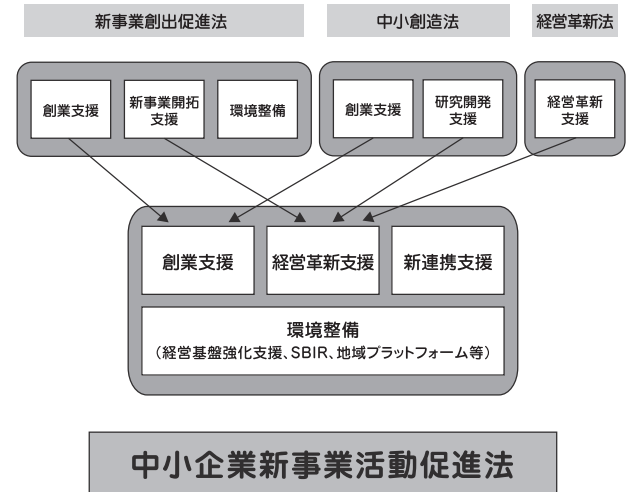 新事業創出促進法
中小創造法
経営革新法
創業支援
新事業開拓
支援
環境整備
創業支援
研究開発
支援
経営革新
支援
創業支援
経営革新支援
新連携支援
環境整備
（経営基盤強化支援、SBIR、地域プラットフォーム等）
中小企業新事業活動促進法